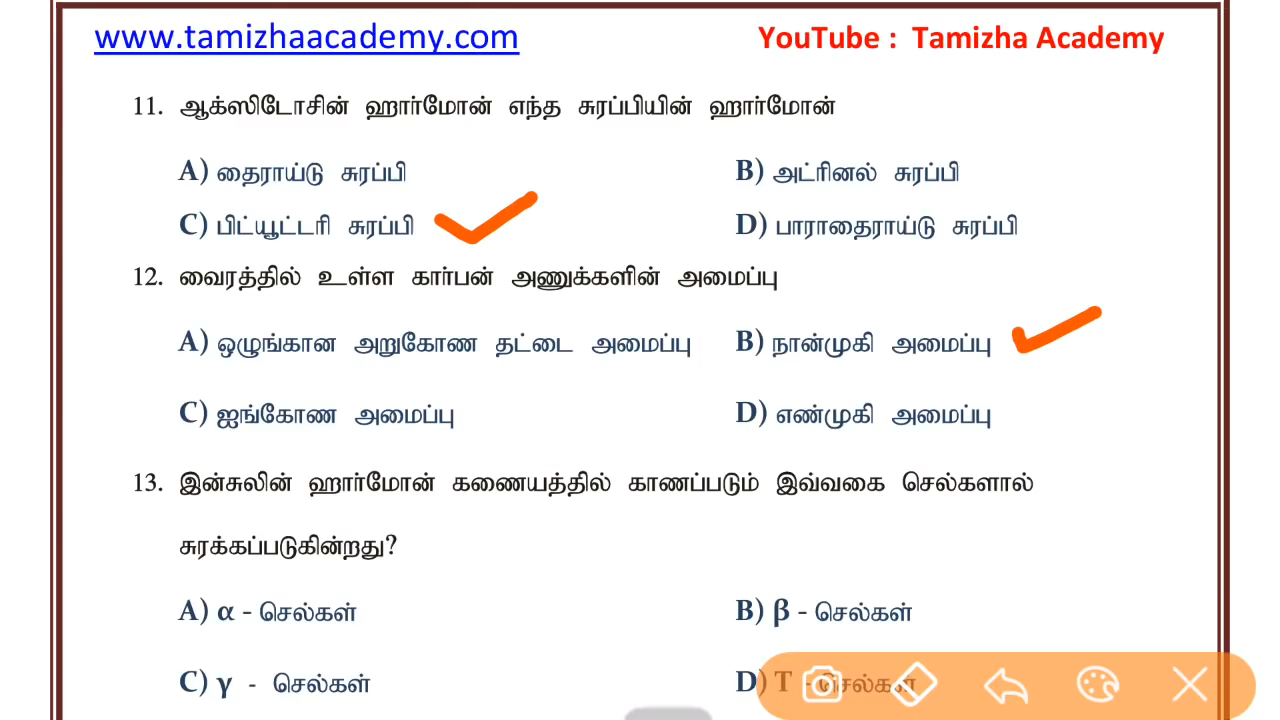 www.tamizhaacademy.com YouTube : Tamizha Academy
11. ஆக்ஸிடோசின் ஹார்மோன் எந்த சுரப்பியின் ஹார்மோன்
A) தைராய்டு சுரப்பி B) அட்ரினல் சுரப்பி
C) பிட்யூட்டரி சுரப்பி D) பாராதைராய்டு சுரப்பி
12. வைரத்தில் உள்ள கார்பன் அணுக்களின் அமைப்பு
A) ஒழுங்கான அறுகோண தட்டை அமைப்பு B) நான்முகி அமைப்பு
C) ஐங்கோண அமைப்பு D) எண்முகி அமைப்பு
13. இன்சுலின் ஹார்மோன் கணையத்தில் காணப்படும் இவ்வகை செல்களால்
சுரக்கப்படுகின்றது?
A) α - செல்கள் B) β - செல்கள்
C) γ - செல்கள் D) T - செல்கள்